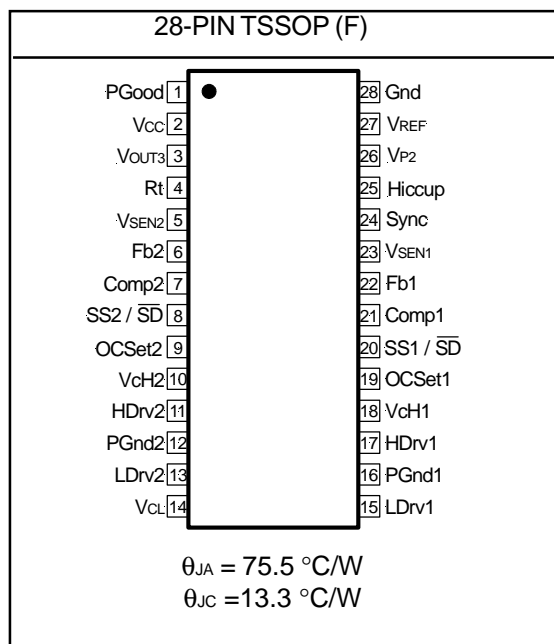 28-PIN TSSOP (F)
PGood 1 28 Gnd
VCC 2 27 VREF
VOUT3 3 26 VP2
Rt 4 25 Hiccup
VSEN2 5 24 Sync
Fb2 6 23 VSEN1
Comp2 7 22 Fb1
SS2 / SD 8 21 Comp1
OCSet2 9 20 SS1 / SD
VcH2 10 19 OCSet1
HDrv2 11 18 VcH1
PGnd2 12 17 HDrv1
LDrv2 13 16 PGnd1
VCL 14 15 LDrv1
θJA = 75.5 °C/W
θJC =13.3 °C/W